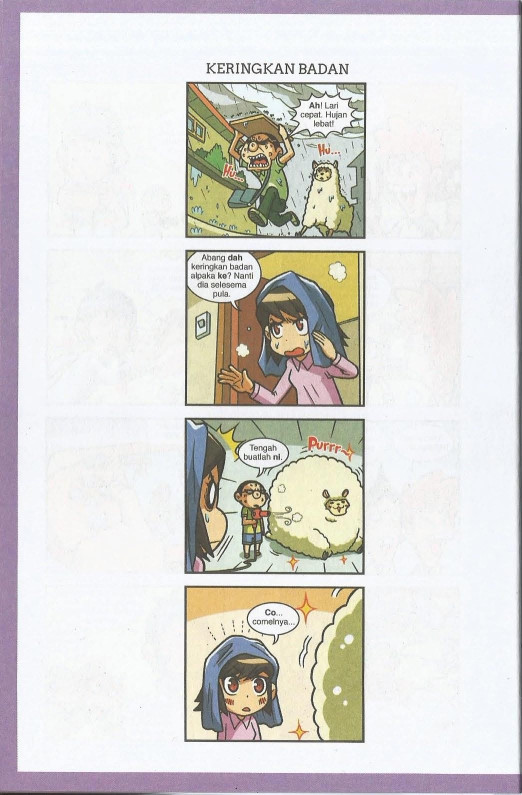 KERINGKAN BADAN
Ah! Lari
cepat. Hujan
lebat!
Hu...
Hu...
Abang dah
keringkan badan
alpaka ke? Nanti
dia selesema
pula.
Tengah
buatlah ni.
Purrr~
Co...
comelnya...